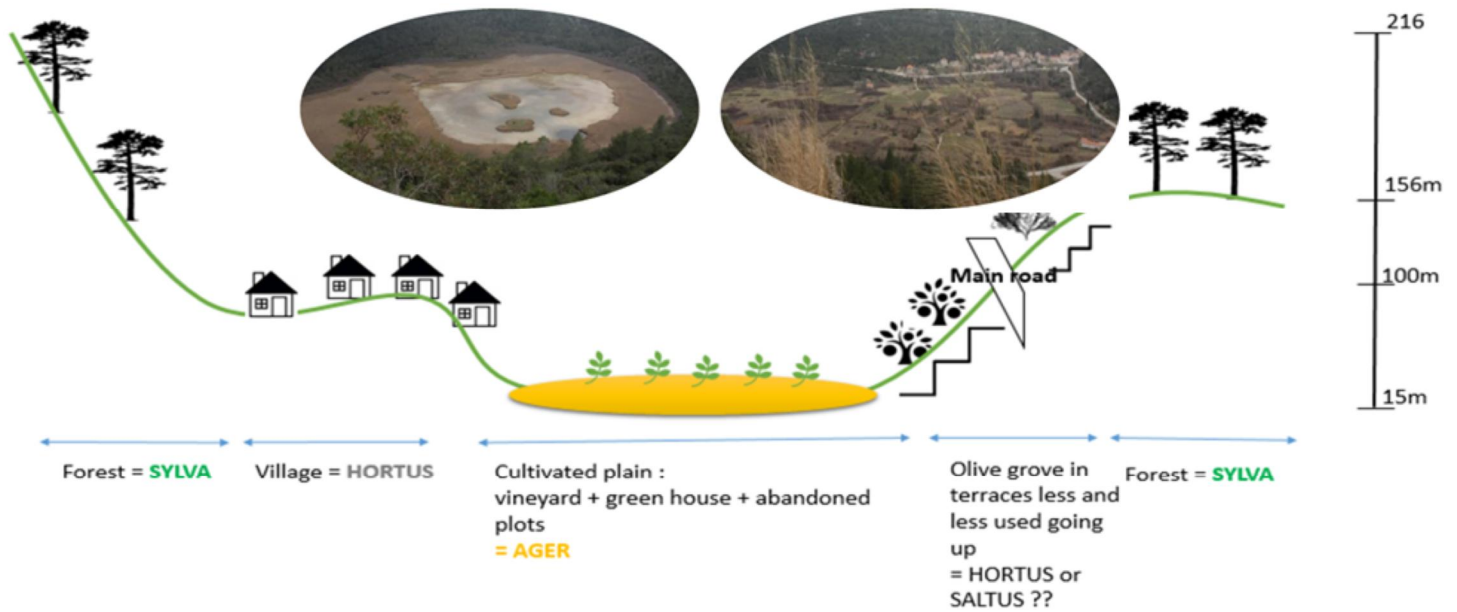 216
156m
Main road
100m
15m
Forest = SYLVA
Village = HORTUS
Cultivated plain :
vineyard + green house + abandoned
plots
= AGER
Olive grove in
terraces less and
less used going
up
= HORTUS or
SALTUS ??
Forest = SYLVA